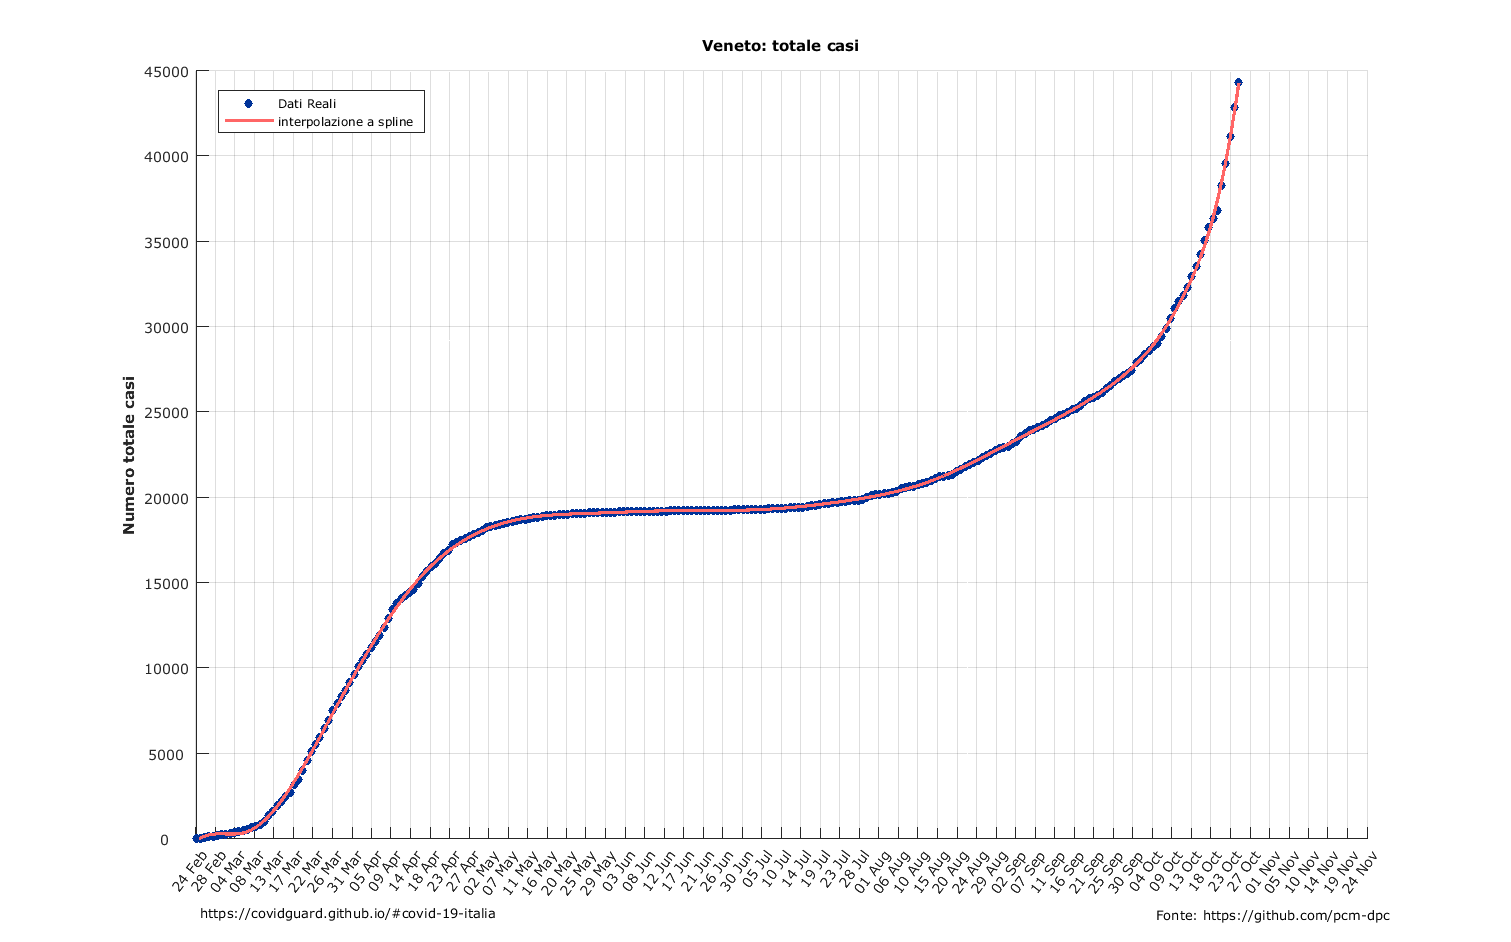 Veneto: totale casi
45000
40000
35000
30000
25000
20000
15000
10000
5000
0
Numero totale casi
Dati Reali
interpolazione a spline
24 Feb
28 Feb
04 Mar
08 Mar
13 Mar
17 Mar
22 Mar
26 Mar
31 Mar
05 Apr
09 Apr
14 Apr
18 Apr
23 Apr
27 Apr
02 May
07 May
11 May
16 May
20 May
25 May
29 May
03 Jun
08 Jun
12 Jun
17 Jun
21 Jun
26 Jun
30 Jun
05 Jul
10 Jul
14 Jul
19 Jul
23 Jul
28 Jul
01 Aug
06 Aug
10 Aug
15 Aug
20 Aug
24 Aug
29 Aug
02 Sep
07 Sep
11 Sep
16 Sep
21 Sep
25 Sep
30 Sep
04 Oct
09 Oct
13 Oct
18 Oct
23 Oct
27 Oct
01 Nov
05 Nov
10 Nov
14 Nov
19 Nov
24 Nov
https://covidguard.github.io/#covid-19-italia
Fonte: https://github.com/pcm-dpc